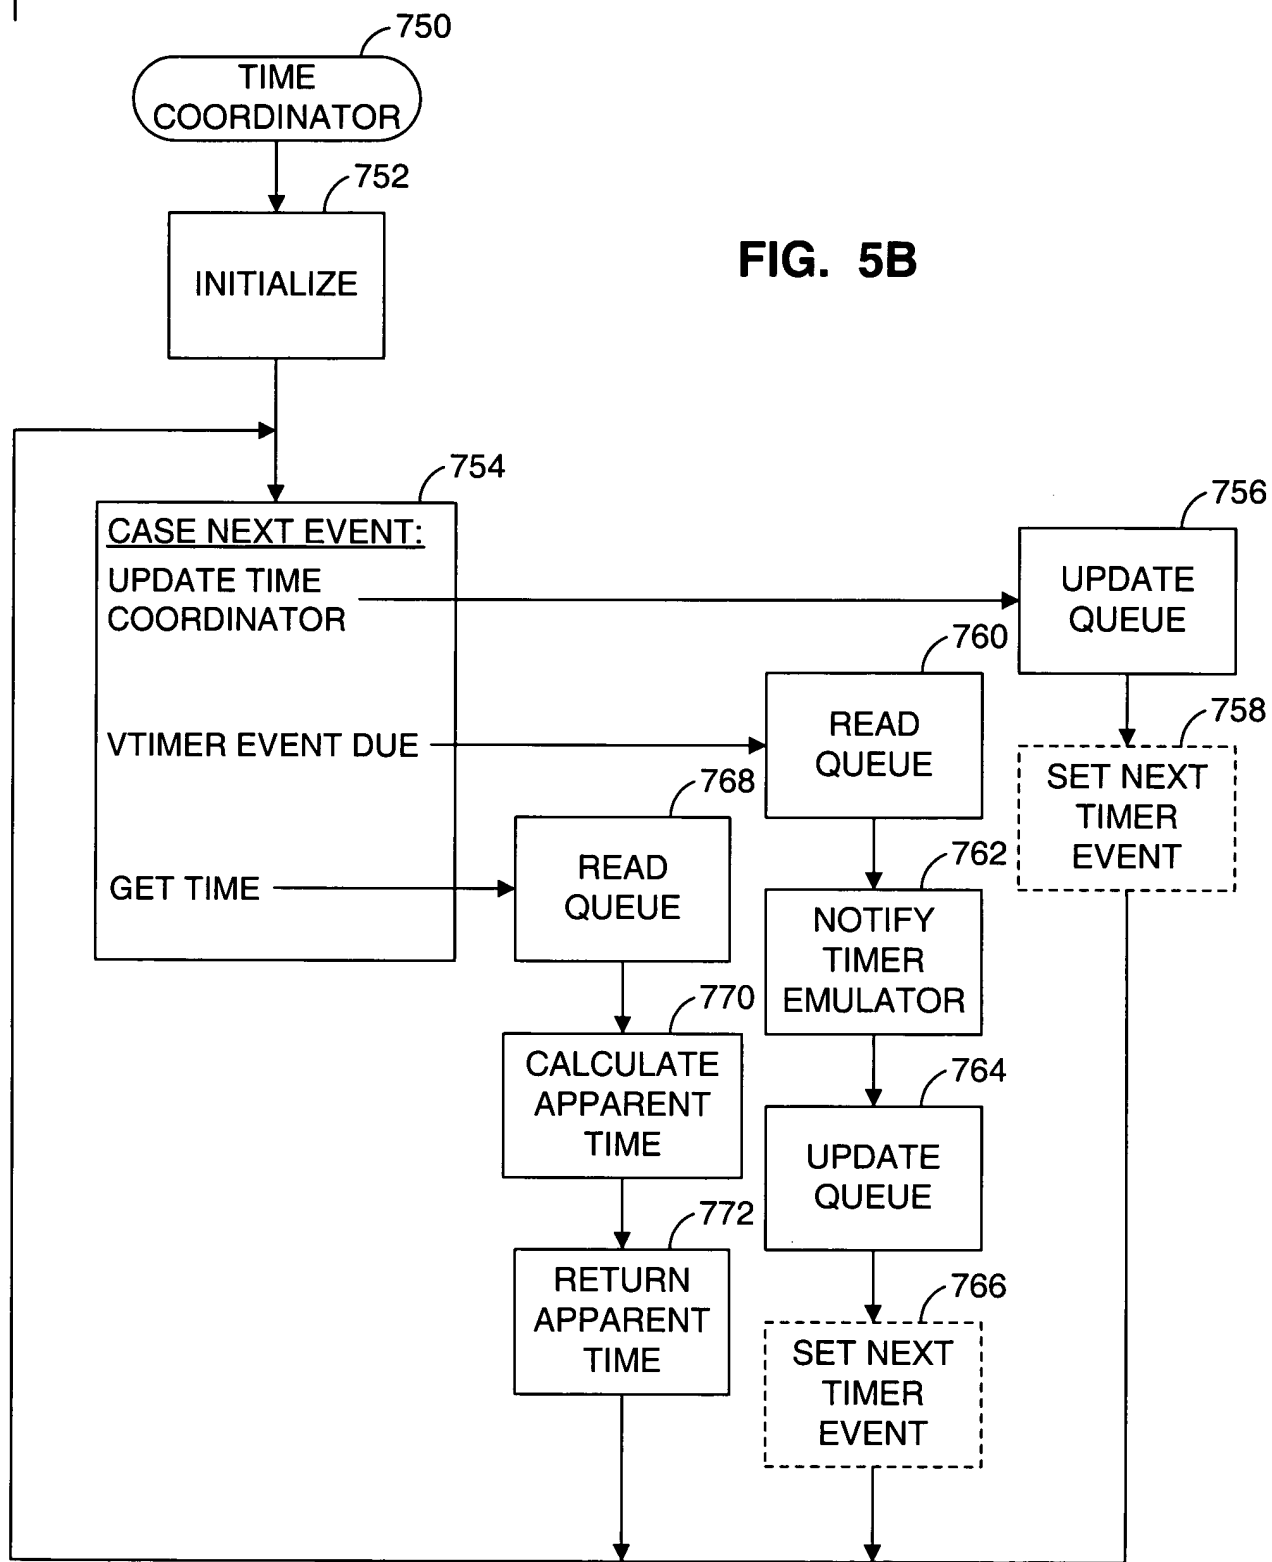 750
TIME
COORDINATOR
752
INITIALIZE
FIG. 5B
754
CASE NEXT EVENT:
UPDATE TIME
COORDINATOR
VTIMER EVENT DUE
GET TIME
756
UPDATE
QUEUE
758
SET NEXT
TIMER
EVENT
760
READ
QUEUE
762
NOTIFY
TIMER
EMULATOR
764
UPDATE
QUEUE
766
SET NEXT
TIMER
EVENT
768
READ
QUEUE
770
CALCULATE
APPARENT
TIME
772
RETURN
APPARENT
TIME